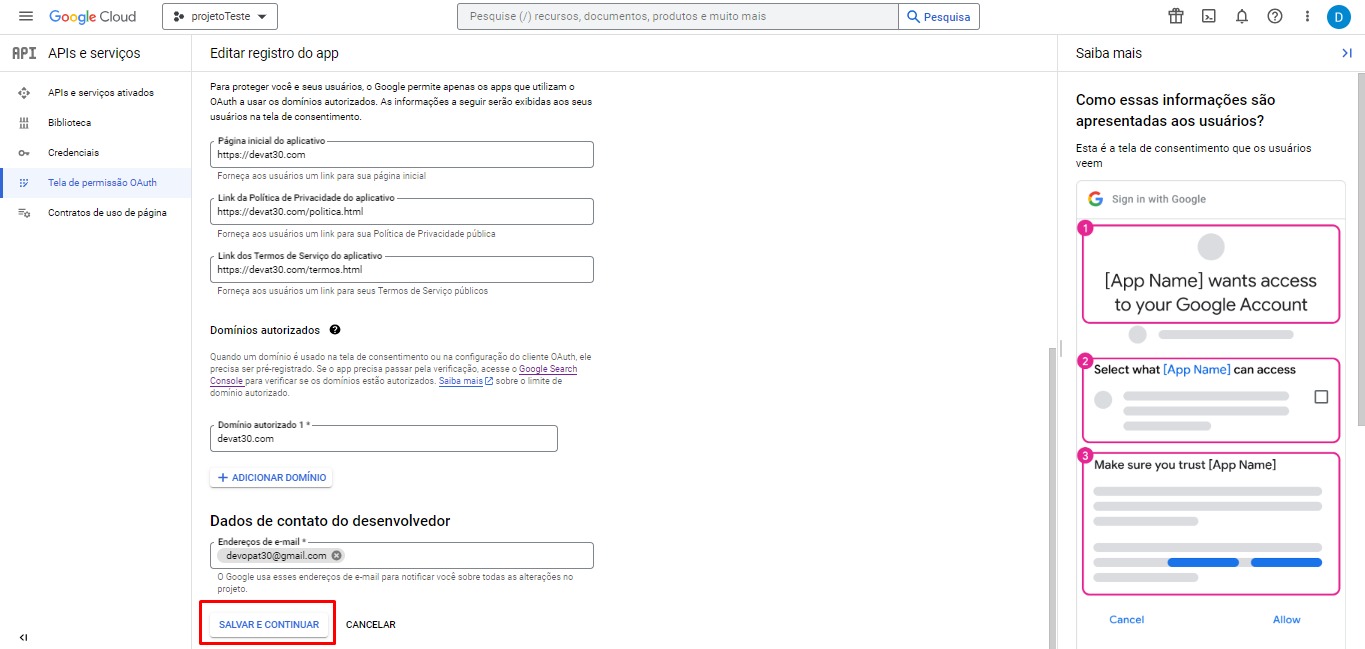 Google Cloud
projetoTeste
Pesquise (/) recursos, documentos, produtos e muito mais
Pesquisa
D
API APIs e serviços
APIs e serviços ativados
Biblioteca
Credenciais
Tela de permissão OAuth
Contratos de uso de página
Editar registro do app
Para proteger você e seus usuários, o Google permite apenas os apps que utilizam o
OAuth a usar os domínios autorizados. As informações a seguir serão exibidas aos seus
usuários na tela de consentimento.
Página inicial do aplicativo
https://devat30.com
Forneça aos usuários um link para sua página inicial
Link da Política de Privacidade do aplicativo
https://devat30.com/politica.html
Forneça aos usuários um link para sua Política de Privacidade pública
Link dos Termos de Serviço do aplicativo
https://devat30.com/termos.html
Forneça aos usuários um link para seus Termos de Serviço públicos
Domínios autorizados
Quando um domínio é usado na tela de consentimento ou na configuração do cliente OAuth, ele
precisa ser pré-registrado. Se o app precisa passar pela verificação, acesse o Google Search
Console para verificar se os domínios estão autorizados. Saiba mais sobre o limite de
domínio autorizado.
Domínio autorizado 1 *
devat30.com
+ ADICIONAR DOMÍNIO
Dados de contato do desenvolvedor
Endereços de e-mail *
devopat30@gmail.com
O Google usa esses endereços de e-mail para notificar você sobre todas as alterações no
projeto.
SALVAR E CONTINUAR
CANCELAR
Saiba mais
Como essas informações são
apresentadas aos usuários?
Esta é a tela de consentimento que os usuários
veem
Sign in with Google
1
[App Name] wants access
to your Google Account
2
Select what [App Name] can access
3
Make sure you trust [App Name]
Cancel
Allow